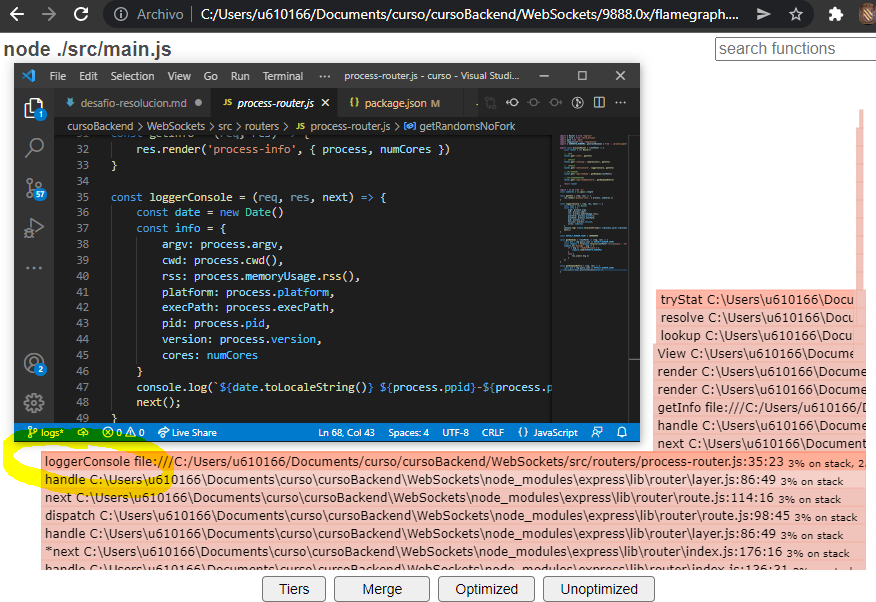 Archivo C:/Users/u610166/Documents/curso/cursoBackend/WebSockets/9888.0x/flamegraph....
node ./src/main.js
search functions
File Edit Selection View Go Run Terminal ··· process-router.js - curso - Visual Studi...
desafio-resolucion.md ● JS process-router.js × {} package.json M
cursoBackend > WebSockets > src > routers > JS process-router.js > getRandomsNoFork
31 const getInfo = (req, res) => {
32 res.render('process-info', { process, numCores })
33 }
34
35 const loggerConsole = (req, res, next) => {
36 const date = new Date()
37 const info = {
38 argv: process.argv,
39 cwd: process.cwd(),
40 rss: process.memoryUsage.rss(),
41 platform: process.platform,
42 execPath: process.execPath,
43 pid: process.pid,
44 version: process.version,
45 cores: numCores
46 }
47 console.log(`${date.toLocaleString()} ${process.ppid}-${process.p
48 next();
49 }
1
57
2
logs* 0 0 Live Share Ln 68, Col 43 Spaces: 4 UTF-8 CRLF {} JavaScript
tryStat C:\Users\u610166\Docu
resolve C:\Users\u610166\Docu
lookup C:\Users\u610166\Docu
View C:\Users\u610166\Docume
render C:\Users\u610166\Docume
render C:\Users\u610166\Docume
getInfo file:///C:/Users/u610166/D
handle C:\Users\u610166\Docume
next C:\Users\u610166\Documen
loggerConsole file:///C:/Users/u610166/Documents/curso/cursoBackend/WebSockets/src/routers/process-router.js:35:23 3% on stack, 2.
handle C:\Users\u610166\Documents\curso\cursoBackend\WebSockets\node_modules\express\lib\router\layer.js:86:49 3% on stack
next C:\Users\u610166\Documents\curso\cursoBackend\WebSockets\node_modules\express\lib\router\route.js:114:16 3% on stack
dispatch C:\Users\u610166\Documents\curso\cursoBackend\WebSockets\node_modules\express\lib\router\route.js:98:45 3% on stack
handle C:\Users\u610166\Documents\curso\cursoBackend\WebSockets\node_modules\express\lib\router\layer.js:86:49 3% on stack
*next C:\Users\u610166\Documents\curso\cursoBackend\WebSockets\node_modules\express\lib\router\index.js:176:16 3% on stack
handle C:\Users\u610166\Documents\curso\cursoBackend\WebSockets\node_modules\express\lib\router\index.js:136:31 3% on stack
Tiers Merge Optimized Unoptimized